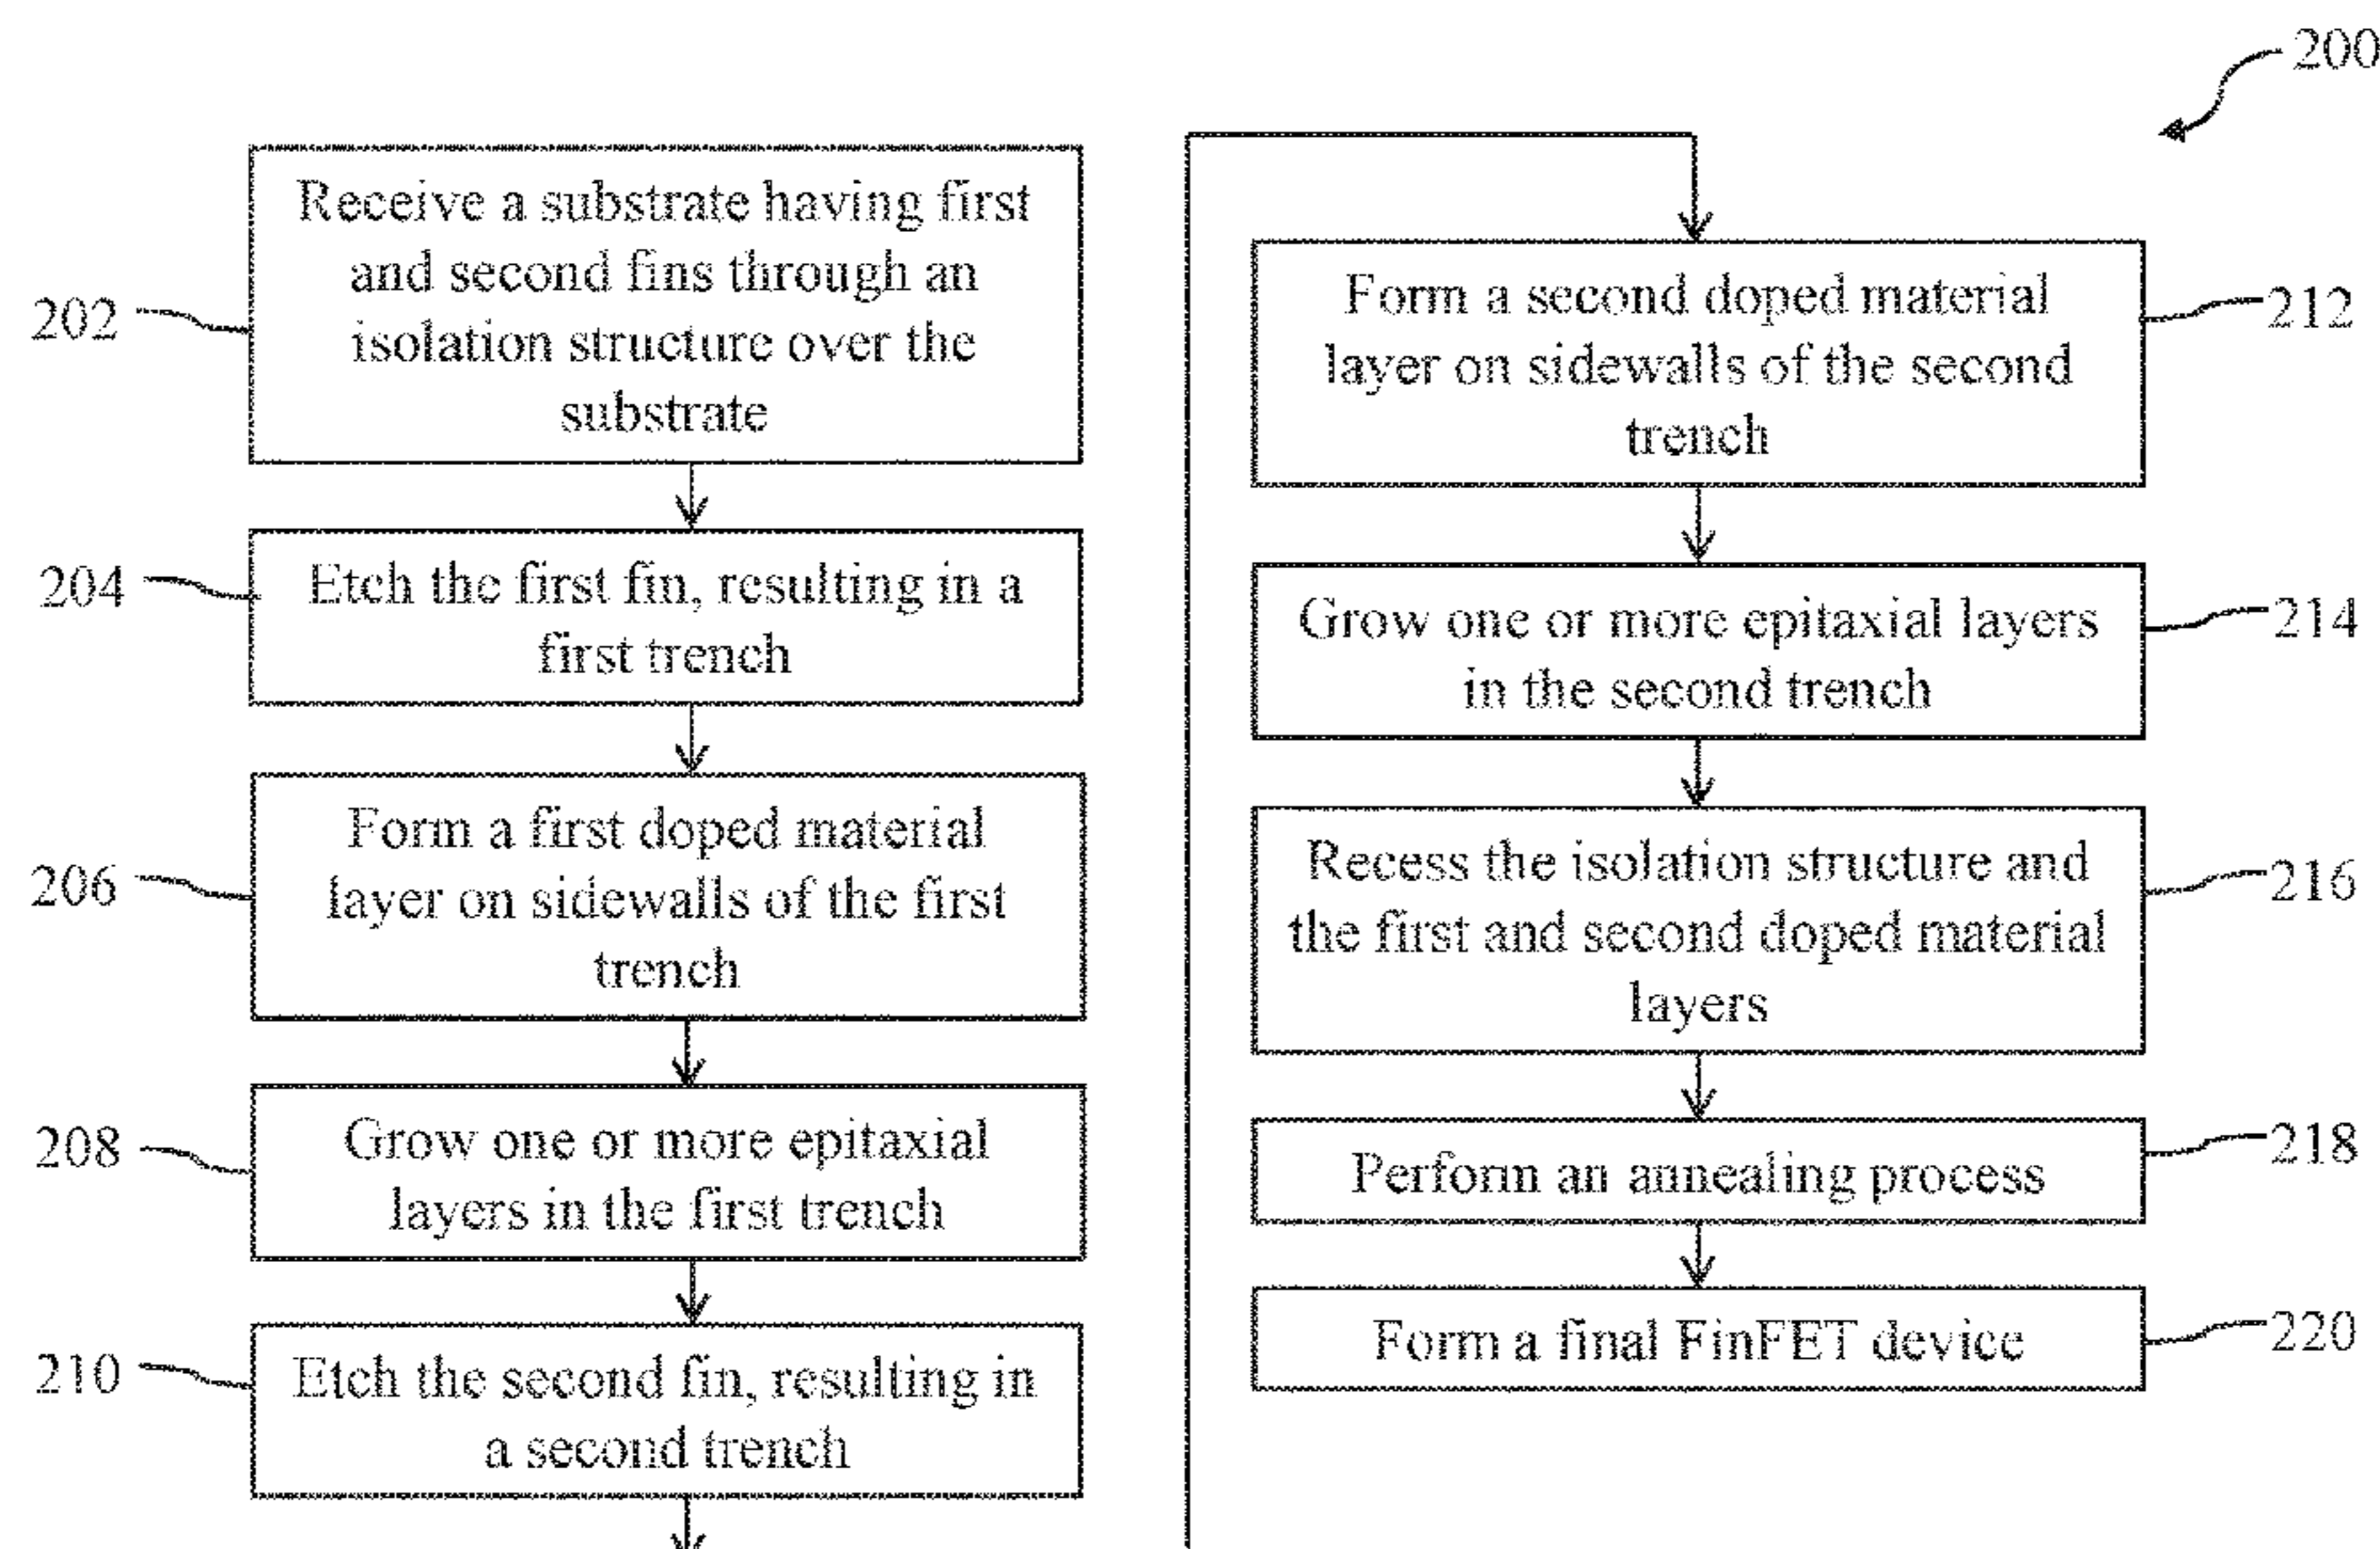 200
Receive a substrate having first
and second fins through an
isolation structure over the
substrate
202
Etch the first fin, resulting in a
first trench
204
Form a first doped material
layer on sidewalls of the first
trench
206
Grow one or more epitaxial
layers in the first trench
208
Etch the second fin, resulting in
a second trench
210
Form a second doped material
layer on sidewalls of the second
trench
212
Grow one or more epitaxial layers
in the second trench
214
Recess the isolation structure and
the first and second doped material
layers
216
Perform an annealing process
218
Form a final FinFET device
220